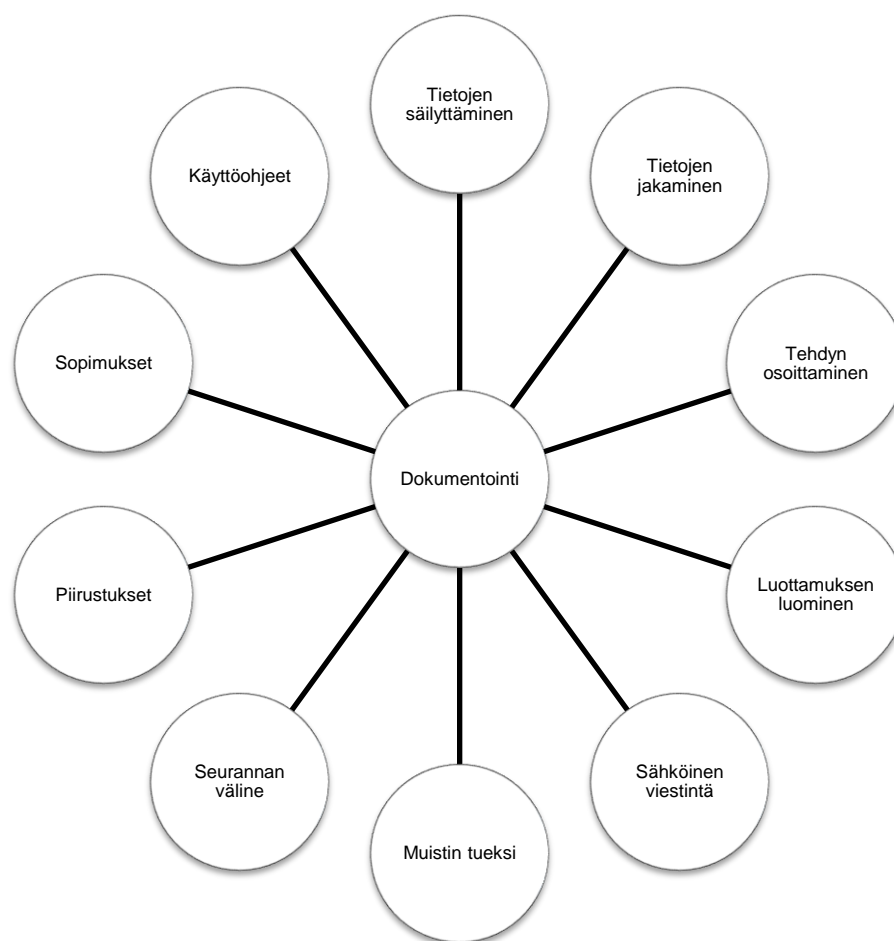 Tietojen
säilyttäminen
Tietojen
jakaminen
Tehdyn
osoittaminen
Luottamuksen
luominen
Sähköinen
viestintä
Muistin tueksi
Seurannan
väline
Piirustukset
Sopimukset
Käyttöohjeet
Dokumentointi